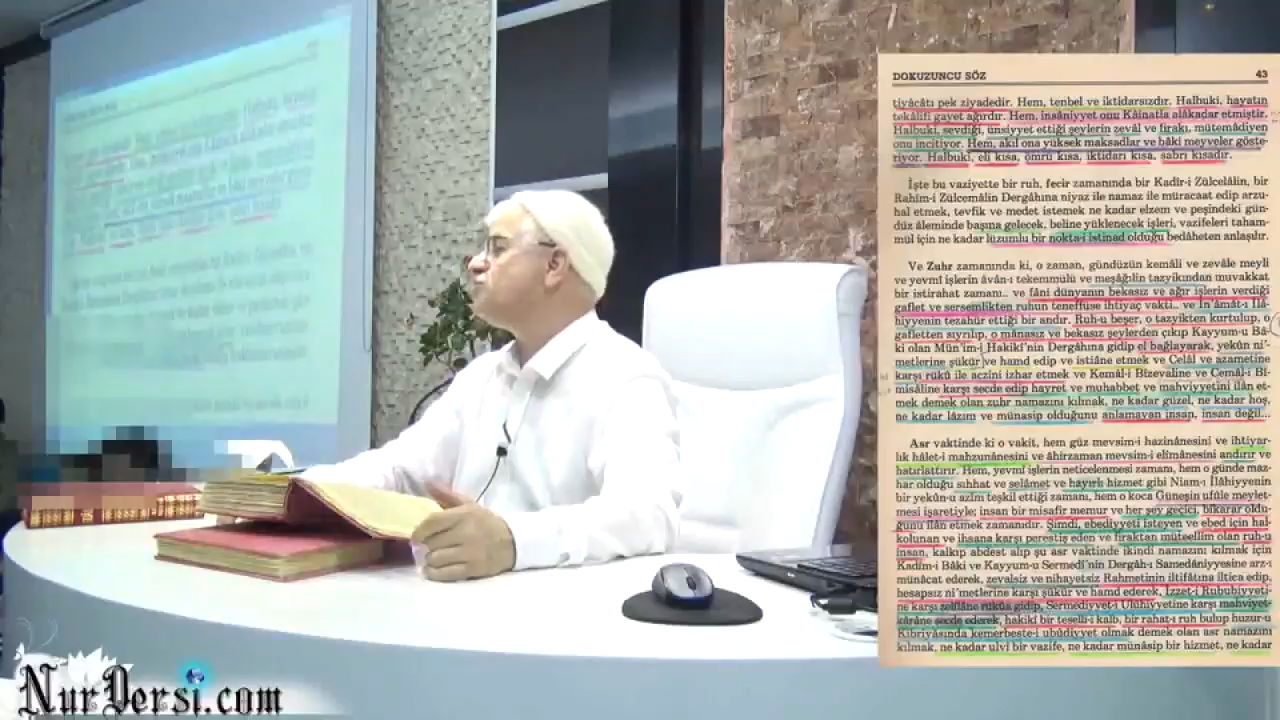 DOKUZUNCU SÖZ 43
tiyâcâtı pek ziyadedir. Hem, tenbel ve iktidarsızdır. Halbuki, hayatın
tekâlifi gayet ağırdır. Hem, insâniyyet onu Kâinatla alâkadar etmiştir.
Halbuki, sevdiği, ünsiyyet ettiği şeylerin zevâl ve firakı, mütemâdiyen
onu incitiyor. Hem, akıl ona yüksek maksadlar ve bâki meyveler göste-
riyor. Halbuki, eli kısa, ömrü kısa, iktidarı kısa, sabrı kısadır.
İşte bu vaziyette bir ruh, fecir zamanında bir Kadîr-i Zülcelâlin, bir
Rahîm-i Zülcemâlin Dergâhına niyaz ile namaz ile müracaat edip arzu-
hal etmek, tevfik ve medet istemek ne kadar elzem ve peşindeki gün-
düz âleminde başına gelecek, beline yüklenecek işleri, vazifeleri taham-
mül için ne kadar lüzumlu bir nokta-i istinad olduğu bedâheten anlaşılır.
Ve Zuhr zamanında ki, o zaman, gündüzün kemâli ve zevâle meyli
ve yevmî işlerin âvân-ı tekemmülü ve meşâğilin tazyikından muvakkat
bir istirahat zamanı.. ve fâni dünyanın bekasız ve ağır işlerin verdiği
gaflet ve sersemlikten ruhun teneffüse ihtiyaç vakti.. ve İn'âmât-ı İlâ-
hiyyenin tezahür ettiği bir andır. Ruh-u beşer, o tazyikten kurtulup, o
gafletten sıyrılıp, o mânasız ve bekasız şeylerden çıkıp Kayyum-u Bâ-
ki olan Mün'im-i Hakikî'nin Dergâhına gidip el bağlayarak, yekûn ni'-
metlerine şükür ve hamd edip ve istiâne etmek ve Celâl ve azametine
karşı rükû ile aczini izhar etmek ve Kemâl-i Bîzevaline ve Cemâl-i Bî-
misâline karşı secde edip hayret ve muhabbet ve mahviyyetini ilân et-
mek demek olan zuhr namazını kılmak, ne kadar güzel, ne kadar hoş,
ne kadar lâzım ve münasip olduğunu anlamayan insan, insan değil...
Asr vaktinde ki o vakit, hem güz mevsim-i hazinânesini ve ihtiyar-
lık hâlet-i mahzunânesini ve âhirzaman mevsim-i elîmânesini andırır ve
hatırlattırır. Hem, yevmî işlerin neticelenmesi zamanı, hem o günde maz-
har olduğu sıhhat ve selâmet ve hayırlı hizmet gibi Niam-ı İlâhiyyenin
bir yekûn-u azîm teşkil ettiği zamanı, hem o koca Güneşin ufûle meylet-
mesi işaretiyle; insan bir misafir memur ve her şey geçici, bîkarar oldu-
ğunu ilân etmek zamanıdır. Şimdi, ebediyyeti isteyen ve ebed için hal-
kolunan ve ihsana karşı perestiş eden ve firaktan müteellim olan ruh-u
insan, kalkıp abdest alıp şu asr vaktinde ikindi namazını kılmak için
Kadîm-i Bâki ve Kayyum-u Sermedî'nin Dergâh-ı Samedâniyyesine arz-ı
münâcat ederek, zevalsiz ve nihayetsiz Rahmetinin iltifâtına iltica edip,
hesapsız ni'metlerine karşı şükür ve hamd ederek, İzzet-i Rububiyyeti-
ne karşı zelîlâne rükûa gidip, Sermediyyet-i Ulûhiyyetine karşı mahviyet-
kârâne secde ederek, hakikî bir teselli-i kalb, bir rahat-ı ruh bulup huzur-u
Kibriyâsında kemerbeste-i ubûdiyyet olmak demek olan asr namazını
kılmak, ne kadar ulvî bir vazife, ne kadar münâsip bir hizmet, ne kadar
NurDersi.com